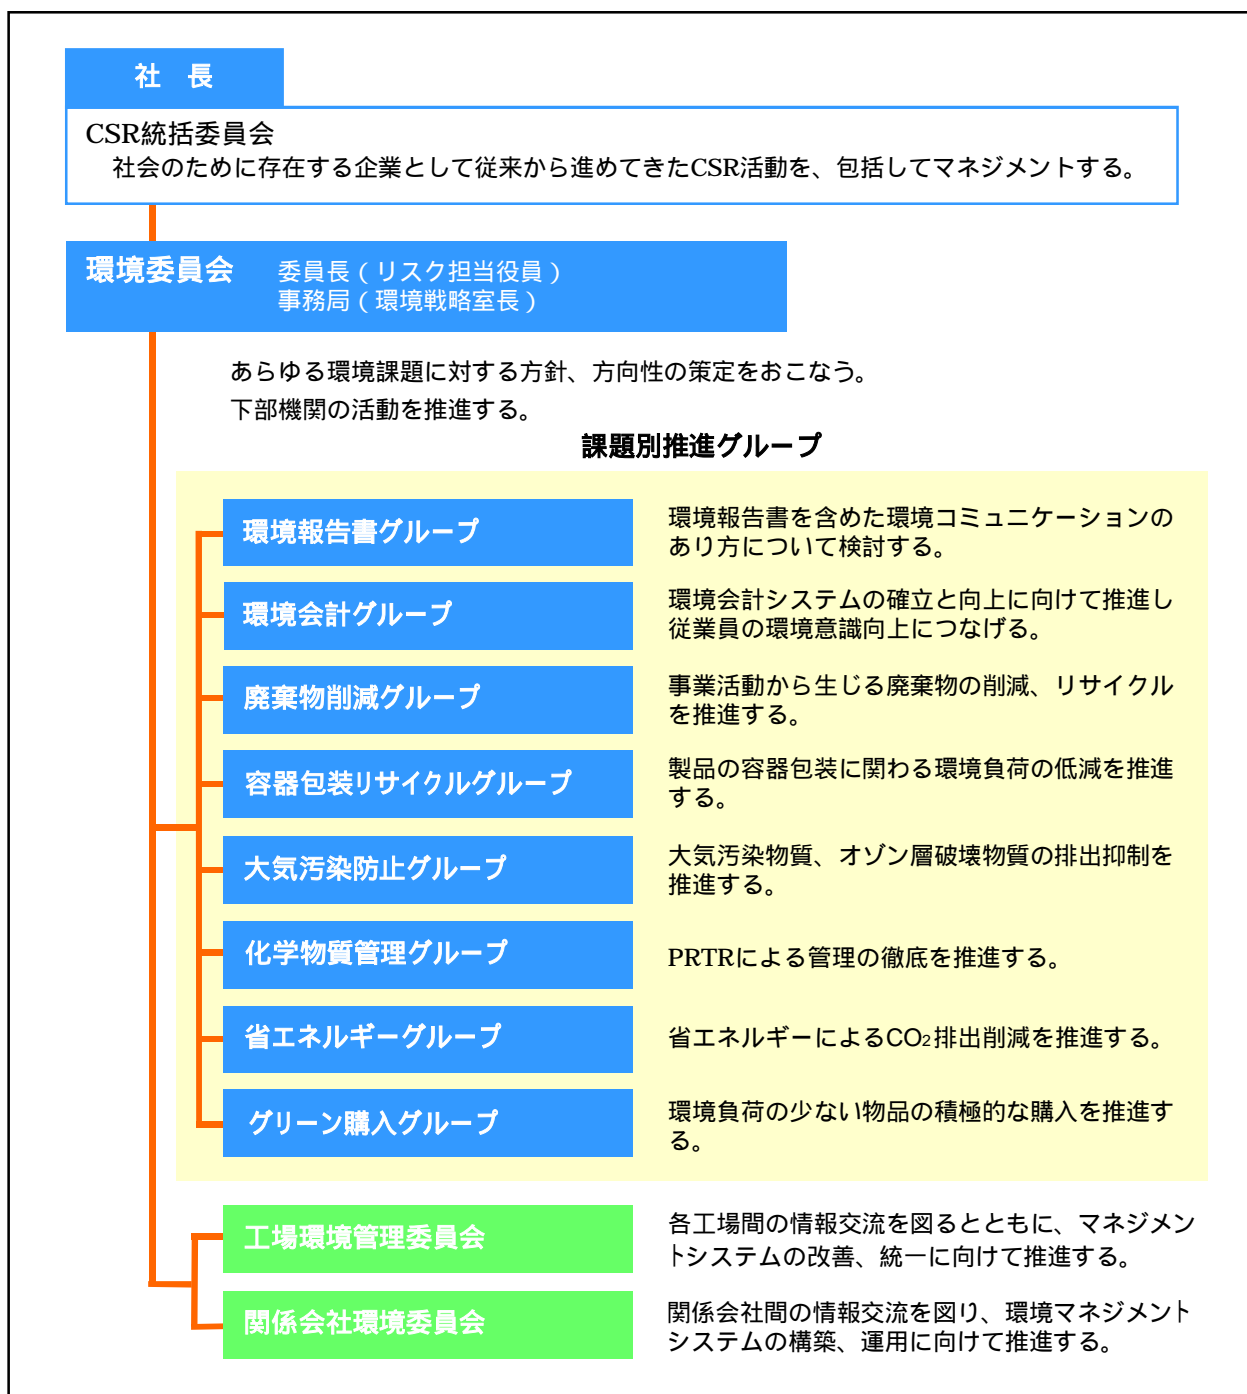 社 長
CSR統括委員会
社会のために存在する企業として従来から進めてきたCSR活動を、包括してマネジメントする。
環境委員会 委員長(リスク担当役員)
事務局(環境戦略室長)
あらゆる環境課題に対する方針、方向性の策定をおこなう。
下部機関の活動を推進する。
課題別推進グループ
環境報告書グループ
環境報告書を含めた環境コミュニケーションの
あり方について検討する。
環境会計グループ
環境会計システムの確立と向上に向けて推進し
従業員の環境意識向上につなげる。
廃棄物削減グループ
事業活動から生じる廃棄物の削減、リサイクル
を推進する。
容器包装リサイクルグループ
製品の容器包装に関わる環境負荷の低減を推進
する。
大気汚染防止グループ
大気汚染物質、オゾン層破壊物質の排出抑制を
推進する。
化学物質管理グループ
PRTRによる管理の徹底を推進する。
省エネルギーグループ
省エネルギーによるCO₂排出削減を推進する。
グリーン購入グループ
環境負荷の少ない物品の積極的な購入を推進す
る。
工場環境管理委員会
各工場間の情報交流を図るとともに、マネジメン
トシステムの改善、統一に向けて推進する。
関係会社環境委員会
関係会社間の情報交流を図り、環境マネジメント
システムの構築、運用に向けて推進する。